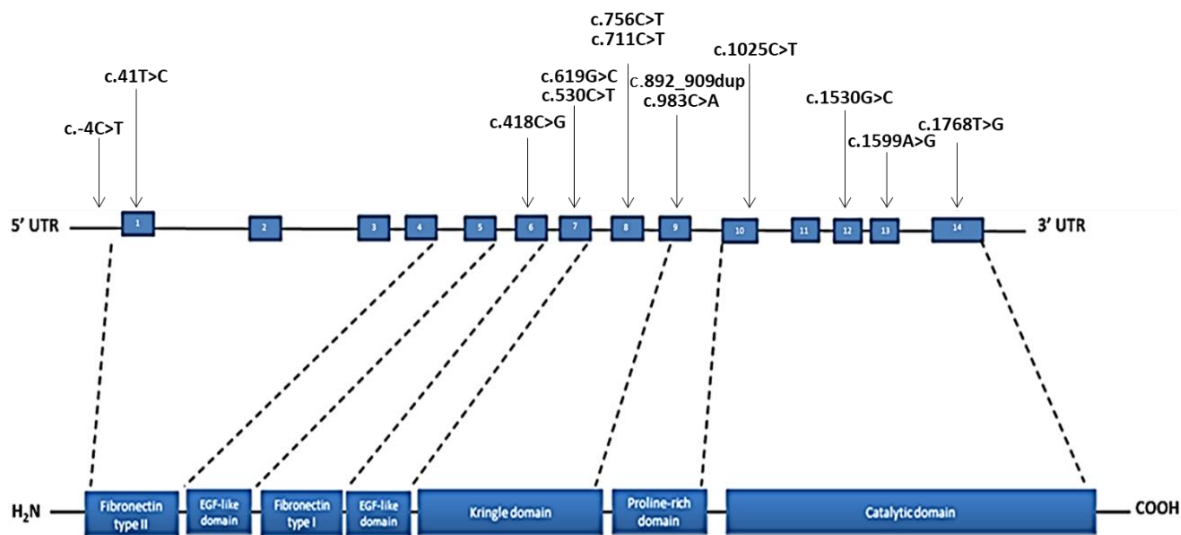 c.756C>T
c.711C>T
c.1025C>T
c.41T>C
c.619G>C
c.892_909dup
c.530C>T
c.983C>A
c.1530G>C
c.418C>G
c.1768T>G
c.-4C>T
c.1599A>G
5' UTR
1
2
3
4
5
6
7
8
9
10
11
12
13
14
3' UTR
H2N
Fibronectin
type II
EGF-like
domain
Fibronectin
type I
EGF-like
domain
Kringle domain
Proline-rich
domain
Catalytic domain
COOH